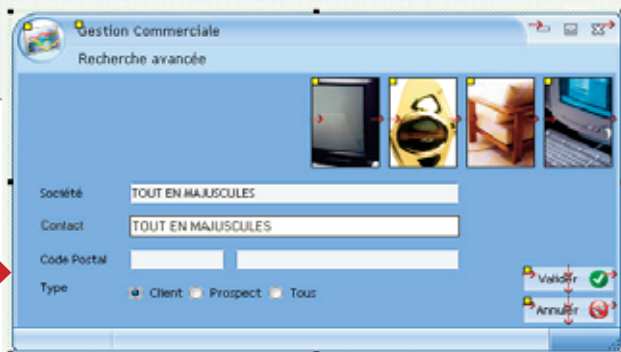 Gestion Commerciale
Recherche avancée
Société TOUT EN MAJUSCULES
Contact TOUT EN MAJUSCULES
Code Postal
Type Client Prospect Tous
Valider
Annuler